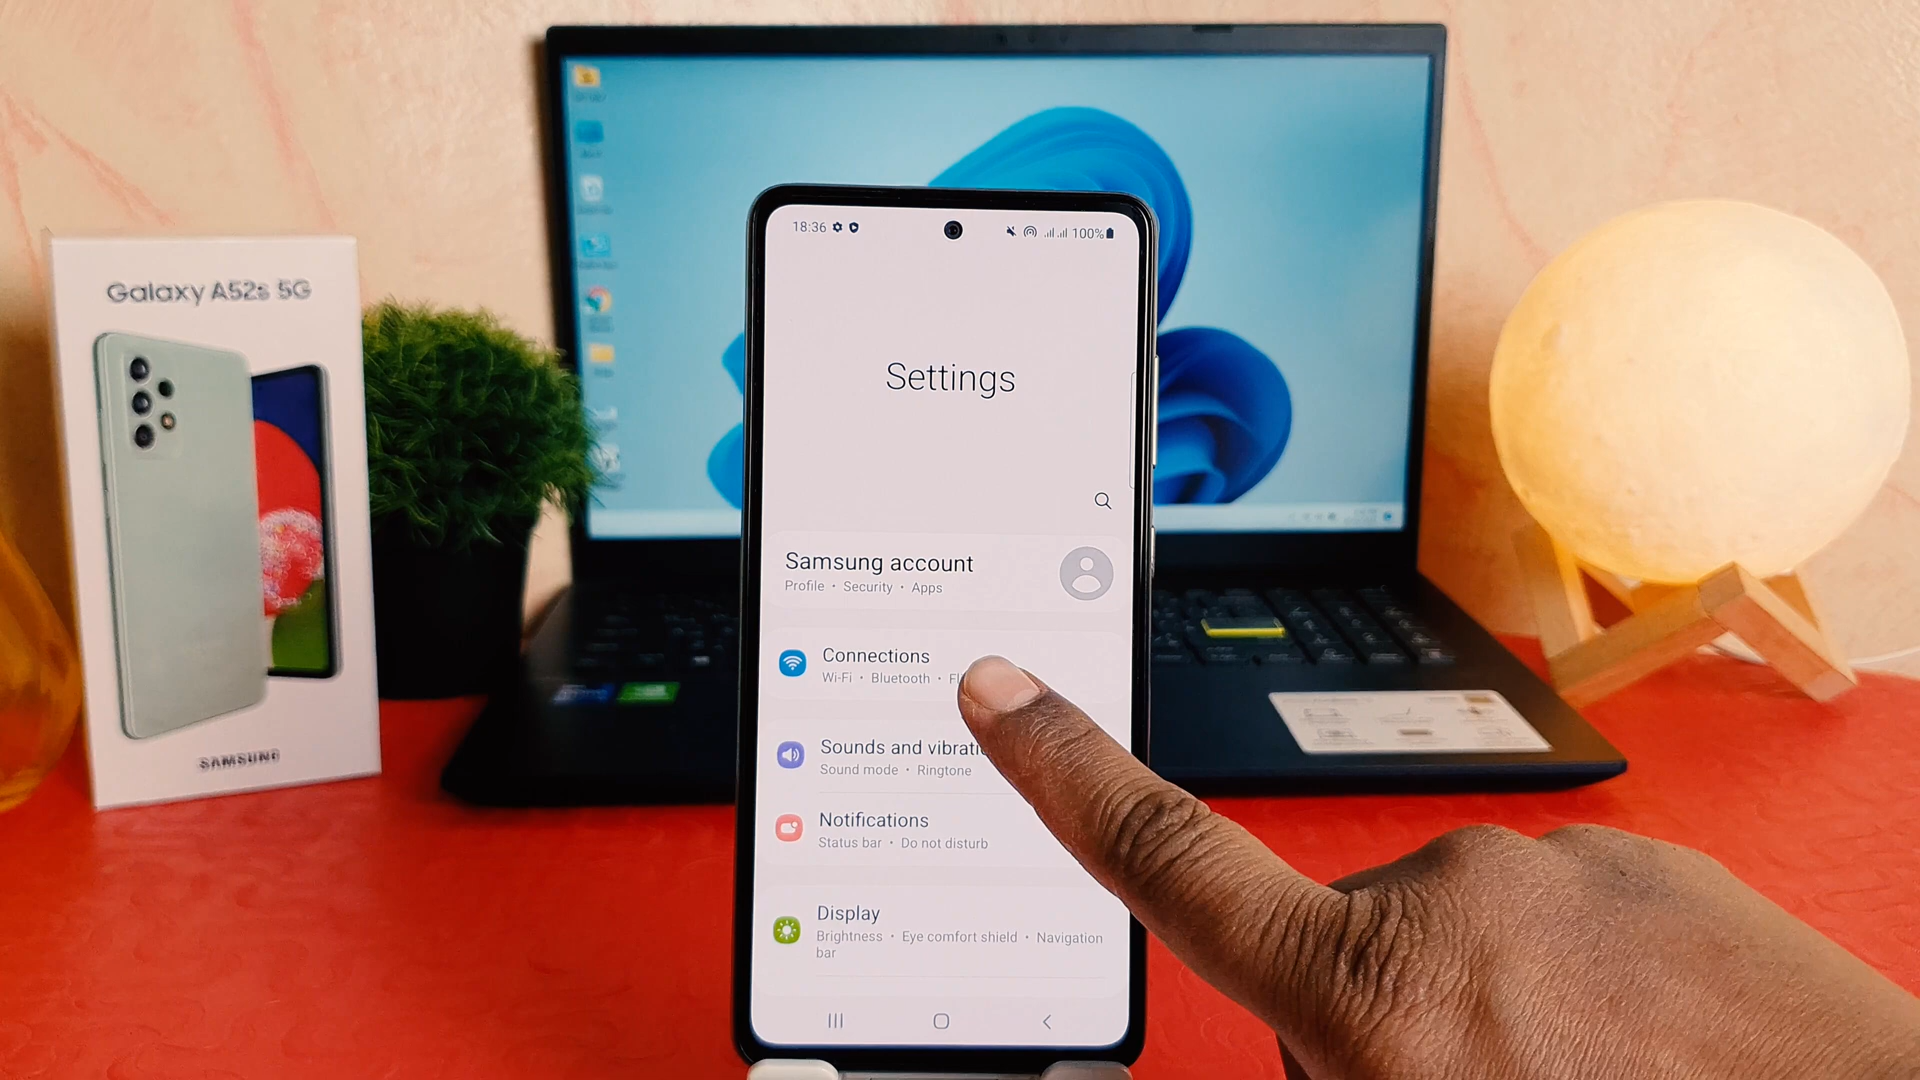 Galaxy A52s 5G
SAMSUNG
18:36
100%
Settings
Samsung account
Profile • Security • Apps
Connections
Wi-Fi • Bluetooth •
Sounds and
Sound mode • Ringtone
Notifications
Status bar • Do not disturb
Display
Brightness • Eye comfort shield • Navigation
bar